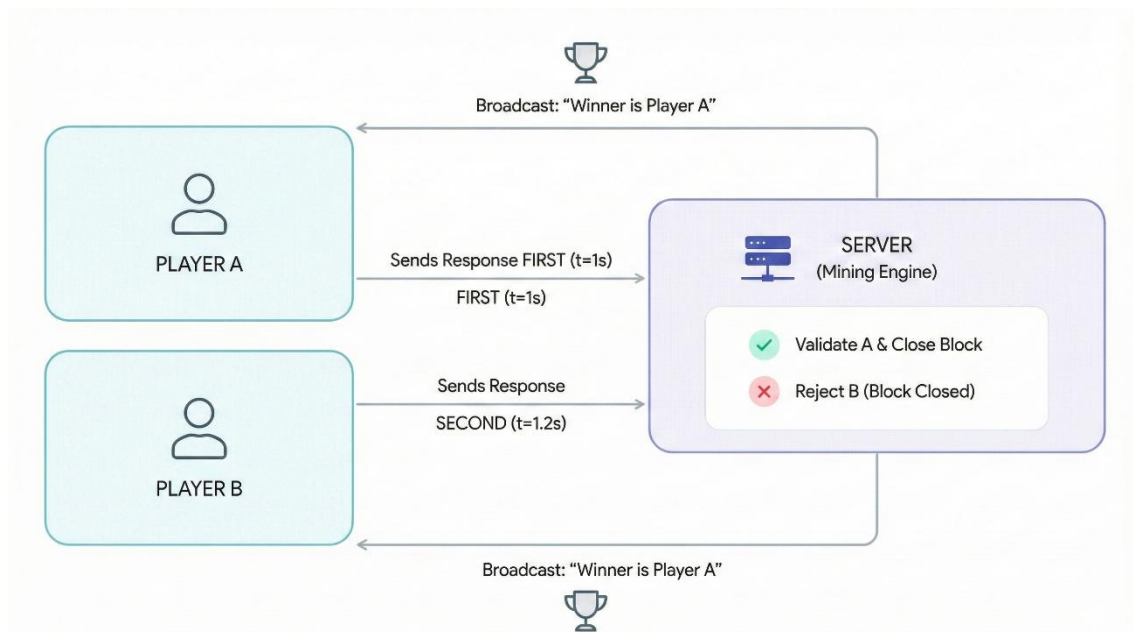 Broadcast: “Winner is Player A”
PLAYER A
Sends Response FIRST (t=1s)
FIRST (t=1s)
SERVER
(Mining Engine)
Validate A & Close Block
Reject B (Block Closed)
Sends Response
SECOND (t=1.2s)
PLAYER B
Broadcast: “Winner is Player A”